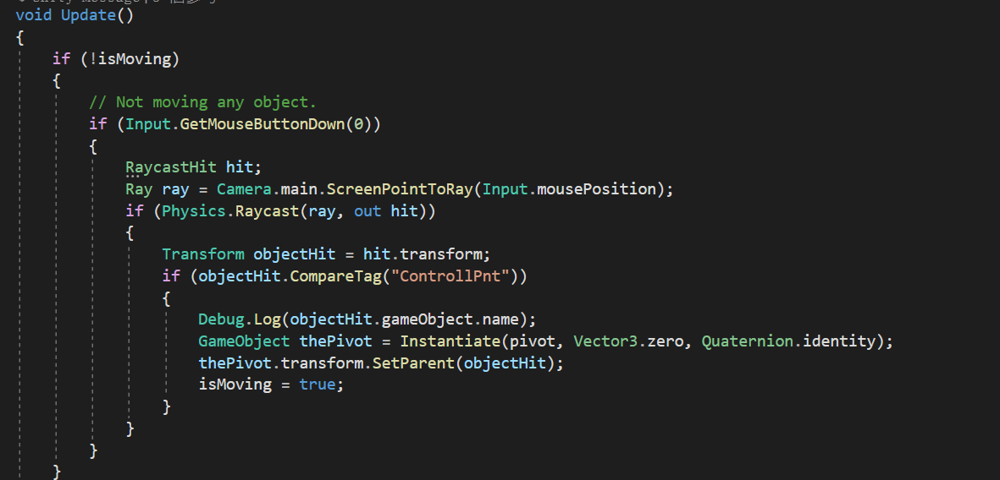 void Update()
{
if (!isMoving)
{
// Not moving any object.
if (Input.GetMouseButtonDown(0))
{
RaycastHit hit;
Ray ray = Camera.main.ScreenPointToRay(Input.mousePosition);
if (Physics.Raycast(ray, out hit))
{
Transform objectHit = hit.transform;
if (objectHit.CompareTag("ControllPnt"))
{
Debug.Log(objectHit.gameObject.name);
GameObject thePivot = Instantiate(pivot, Vector3.zero, Quaternion.identity);
thePivot.transform.SetParent(objectHit);
isMoving = true;
}
}
}
}